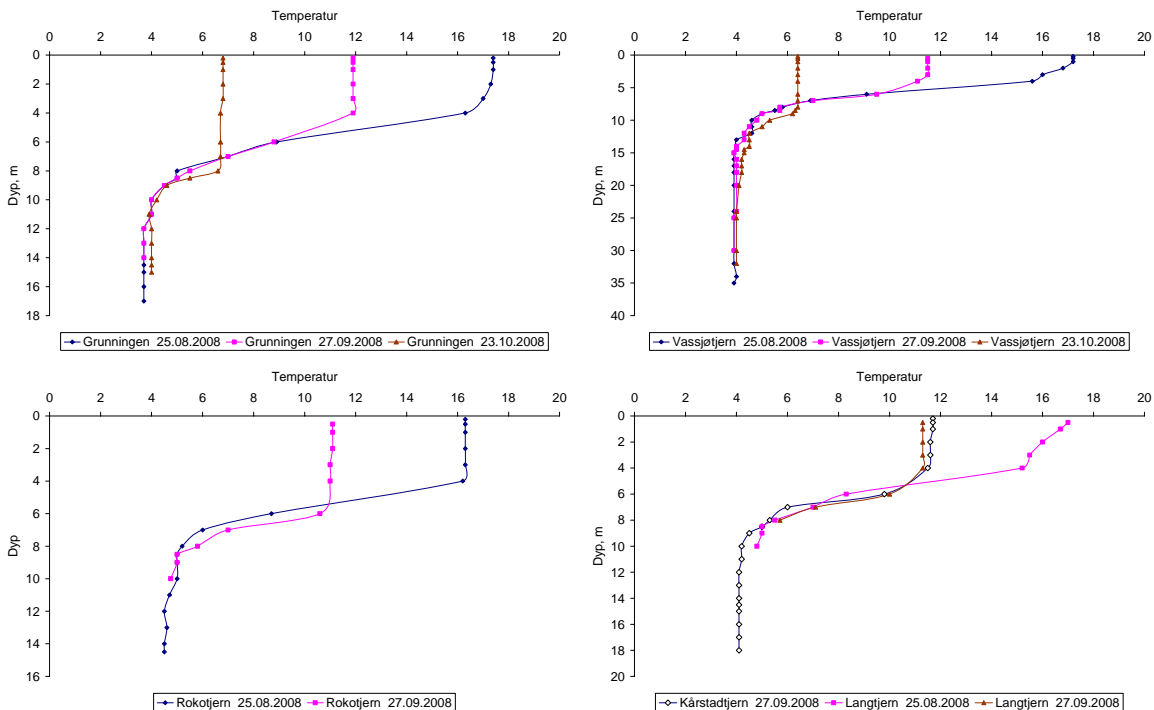 Temperatur
0 2 4 6 8 10 12 14 16 18 20
0
2
4
6
8
10
12
14
16
18
Dyp, m
Grunningen 25.08.2008 Grunningen 27.09.2008 Grunningen 23.10.2008
Temperatur
0 2 4 6 8 10 12 14 16 18 20
0
5
10
15
20
25
30
35
40
Dyp, m
Vassjøtjern 25.08.2008 Vassjøtjern 27.09.2008 Vassjøtjern 23.10.2008
Temperatur
0 2 4 6 8 10 12 14 16 18 20
0
2
4
6
8
10
12
14
16
Dyp
Rokotjern 25.08.2008 Rokotjern 27.09.2008
Temperatur
0 2 4 6 8 10 12 14 16 18 20
0
2
4
6
8
10
12
14
16
18
20
Dyp, m
Kårstadtjern 27.09.2008 Langtjern 25.08.2008 Langtjern 27.09.2008